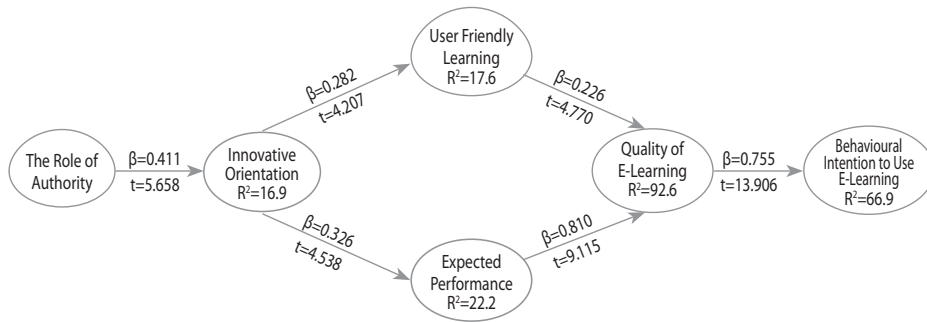 The Role of
Authority
β=0.411
t=5.658
Innovative
Orientation
R²=16.9
β=0.282
t=4.207
User Friendly
Learning
R²=17.6
β=0.326
t=4.538
Expected
Performance
R²=22.2
β=0.226
t=4.770
β=0.810
t=9.115
Quality of
E-Learning
R²=92.6
β=0.755
t=13.906
Behavioural
Intention to Use
E-Learning
R²=66.9